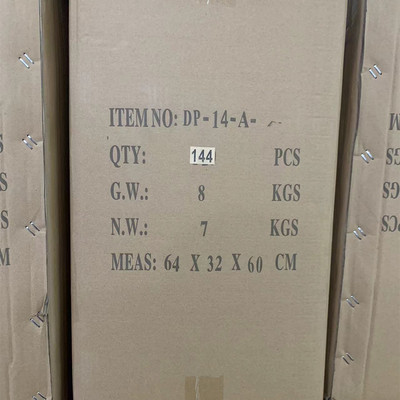 ITEM NO: DP-14-A-
QTY: 144 PCS
G.W.: 8 KGS
N.W.: 7 KGS
MEAS: 64 X 32 X 60 CM